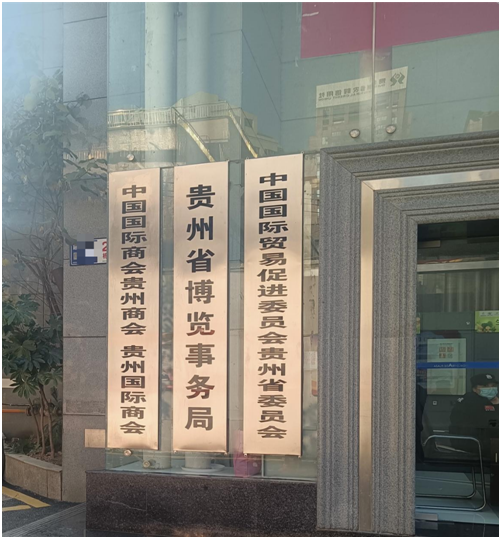 中国国际贸易促进委员会贵州省委员会
贵州省博览事务局
中国国际商会贵州商会 贵州国际商会